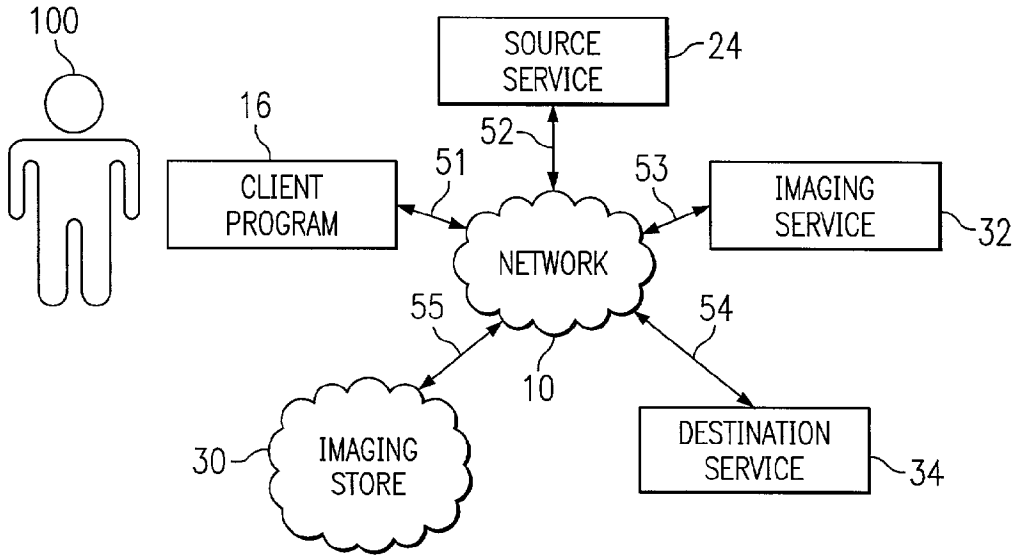 100
SOURCE
SERVICE
24
16
CLIENT
PROGRAM
51
52
53
IMAGING
SERVICE
32
NETWORK
10
55
54
30
IMAGING
STORE
DESTINATION
SERVICE
34